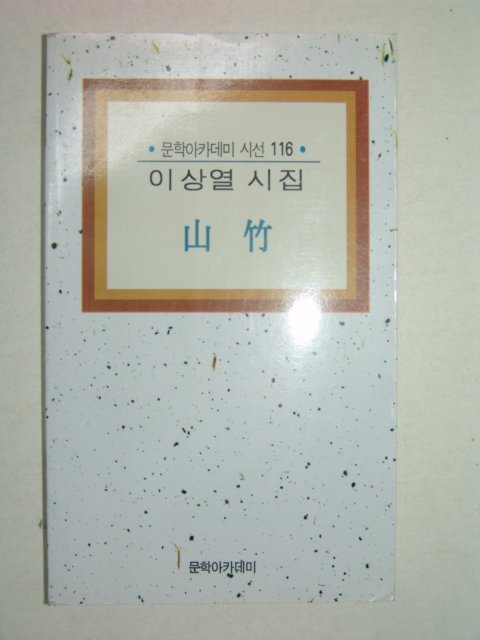 • 문학아카데미 시선 116 •
이상열 시집
山 竹
문학아카데미